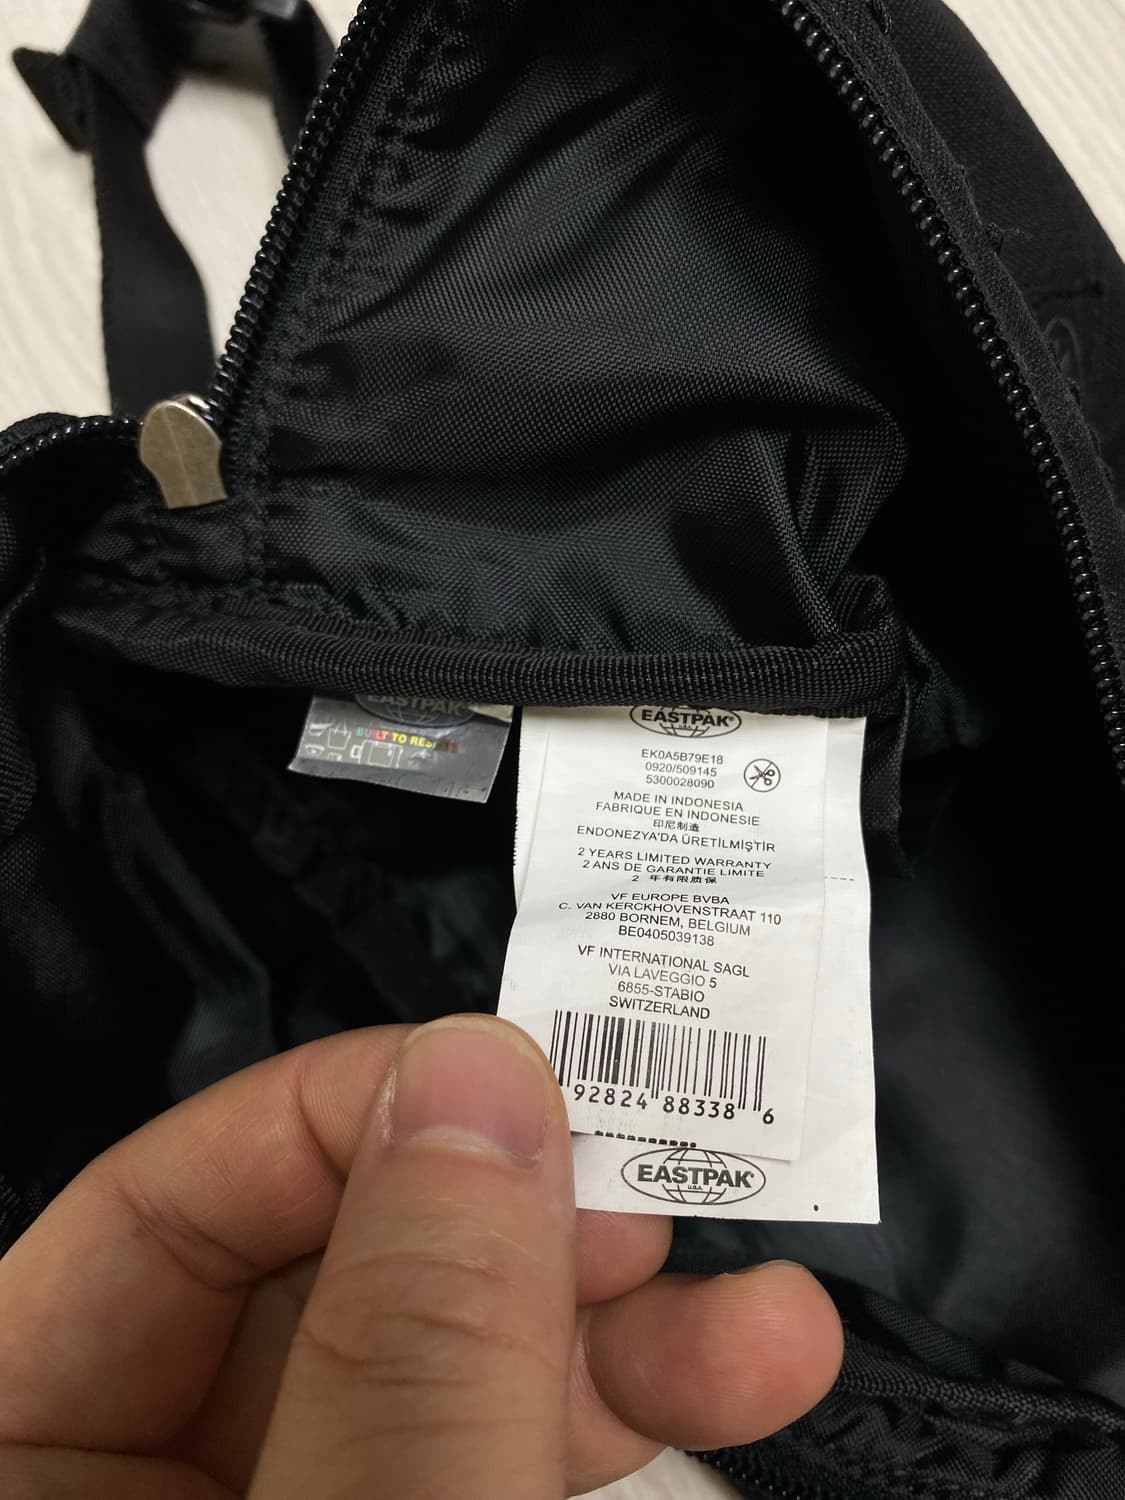 EASTPAK
BUILT TO RESIST
EASTPAK®
U.S.A.
EK0A5B79E18
0920/509145
5300028090
MADE IN INDONESIA
FABRIQUE EN INDONESIE
印尼制造
ENDONEZYA'DA ÜRETİLMİŞTİR
2 YEARS LIMITED WARRANTY
2 ANS DE GARANTIE LIMITE
2 年有限质保
VF EUROPE BVBA
C. VAN KERCKHOVENSTRAAT 110
2880 BORNEM, BELGIUM
BE0405039138
VF INTERNATIONAL SAGL
VIA LAVEGGIO 5
6855-STABIO
SWITZERLAND
92824 88338 6
EASTPAK®
U.S.A.